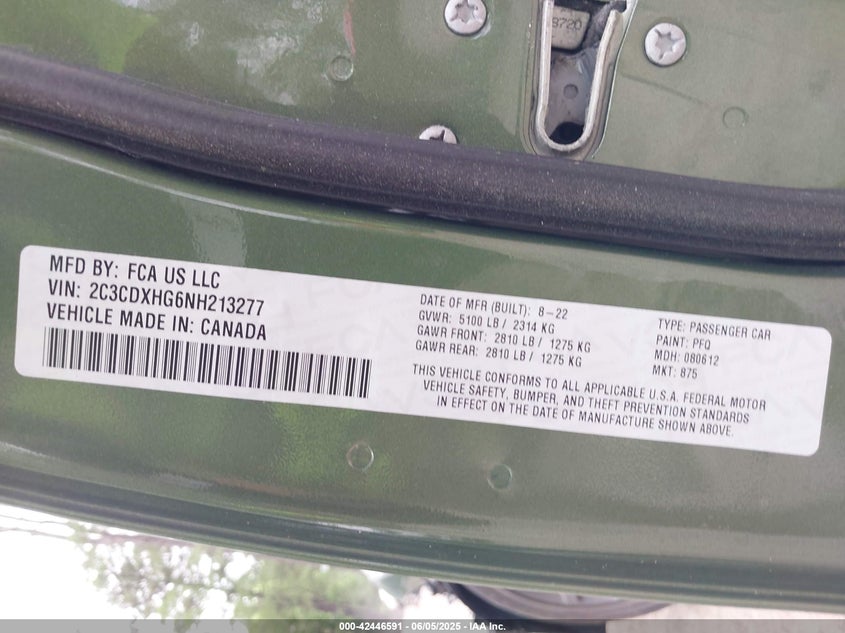 8720
MFD BY: FCA US LLC
VIN: 2C3CDXHG6NH213277
VEHICLE MADE IN: CANADA
DATE OF MFR (BUILT): 8-22
GVWR: 5100 LB / 2314 KG
GAWR FRONT: 2810 LB / 1275 KG
GAWR REAR: 2810 LB / 1275 KG
TYPE: PASSENGER CAR
PAINT: PFQ
MDH: 080612
MKT: 875
THIS VEHICLE CONFORMS TO ALL APPLICABLE U.S.A. FEDERAL MOTOR
VEHICLE SAFETY, BUMPER, AND THEFT PREVENTION STANDARDS
IN EFFECT ON THE DATE OF MANUFACTURE SHOWN ABOVE.
000-42446591 - 06/05/2025 - IAA Inc.